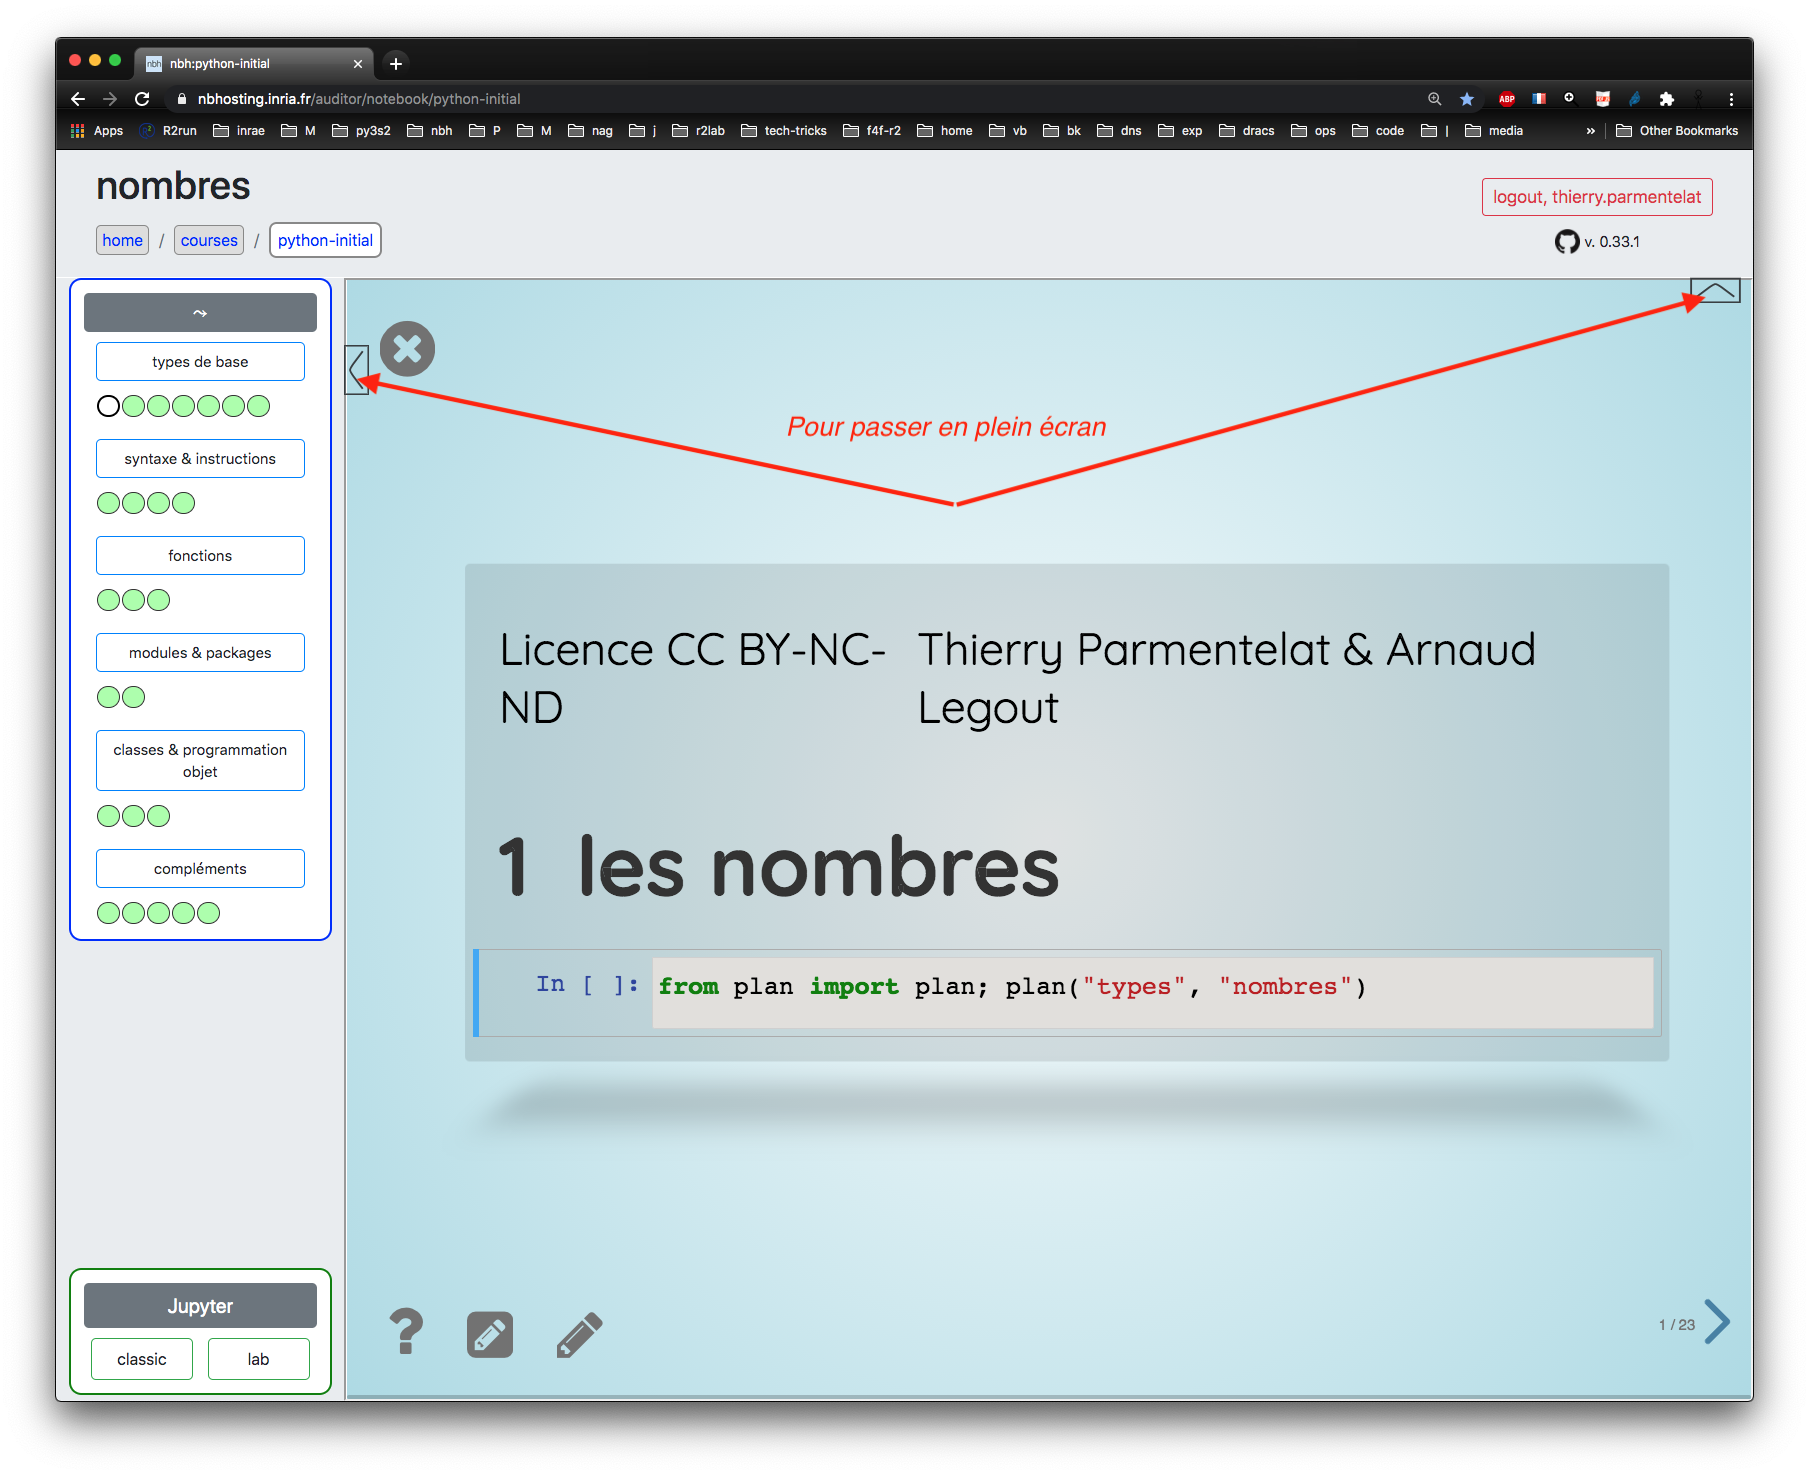 nbh nbh:python-initial
nbhosting.inria.fr/auditor/notebook/python-initial
ABP
Apps R2run inrae M py3s2 nbh P M nag j r2lab tech-tricks f4f-r2 home vb bk dns exp dracs ops code l media » Other Bookmarks
nombres
logout, thierry.parmentelat
home / courses / python-initial
v. 0.33.1
types de base
syntaxe & instructions
fonctions
modules & packages
classes & programmation
objet
compléments
Jupyter
classic lab
Pour passer en plein écran
Licence CC BY-NC-
ND
Thierry Parmentelat & Arnaud
Legout
1 les nombres
In [ ]: from plan import plan; plan("types", "nombres")
?
1 / 23